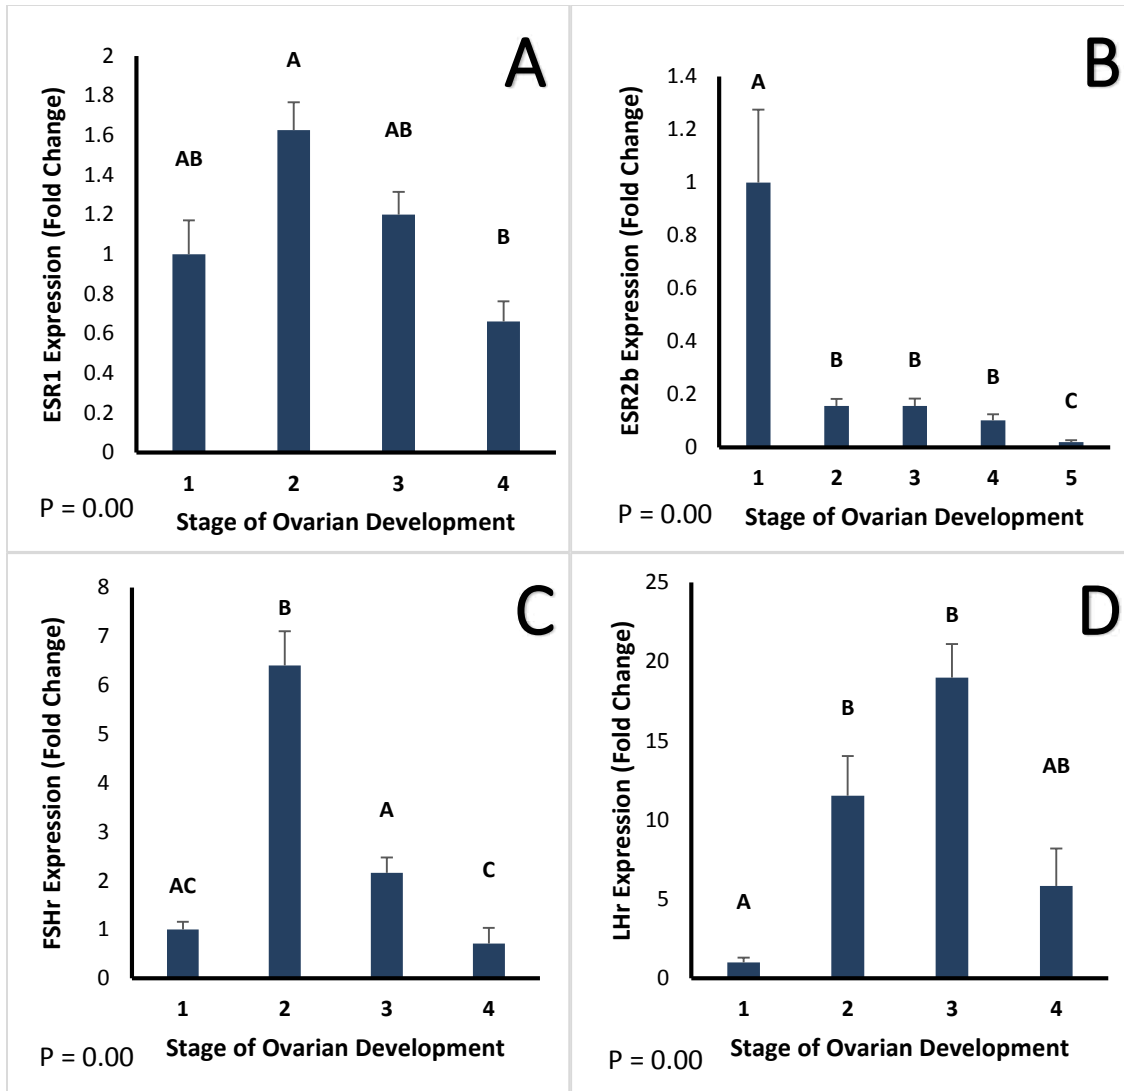 A
ESR1 Expression (Fold Change)
2
1.8
1.6
1.4
1.2
1
0.8
0.6
0.4
0.2
0
AB
A
AB
B
1 2 3 4
P = 0.00
Stage of Ovarian Development
B
ESR2b Expression (Fold Change)
1.4
1.2
1
0.8
0.6
0.4
0.2
0
A
B
B
B
C
1 2 3 4 5
P = 0.00
Stage of Ovarian Development
C
FSHr Expression (Fold Change)
8
7
6
5
4
3
2
1
0
AC
B
A
C
1 2 3 4
P = 0.00
Stage of Ovarian Development
D
LHr Expression (Fold Change)
25
20
15
10
5
0
A
B
B
AB
1 2 3 4
P = 0.00
Stage of Ovarian Development